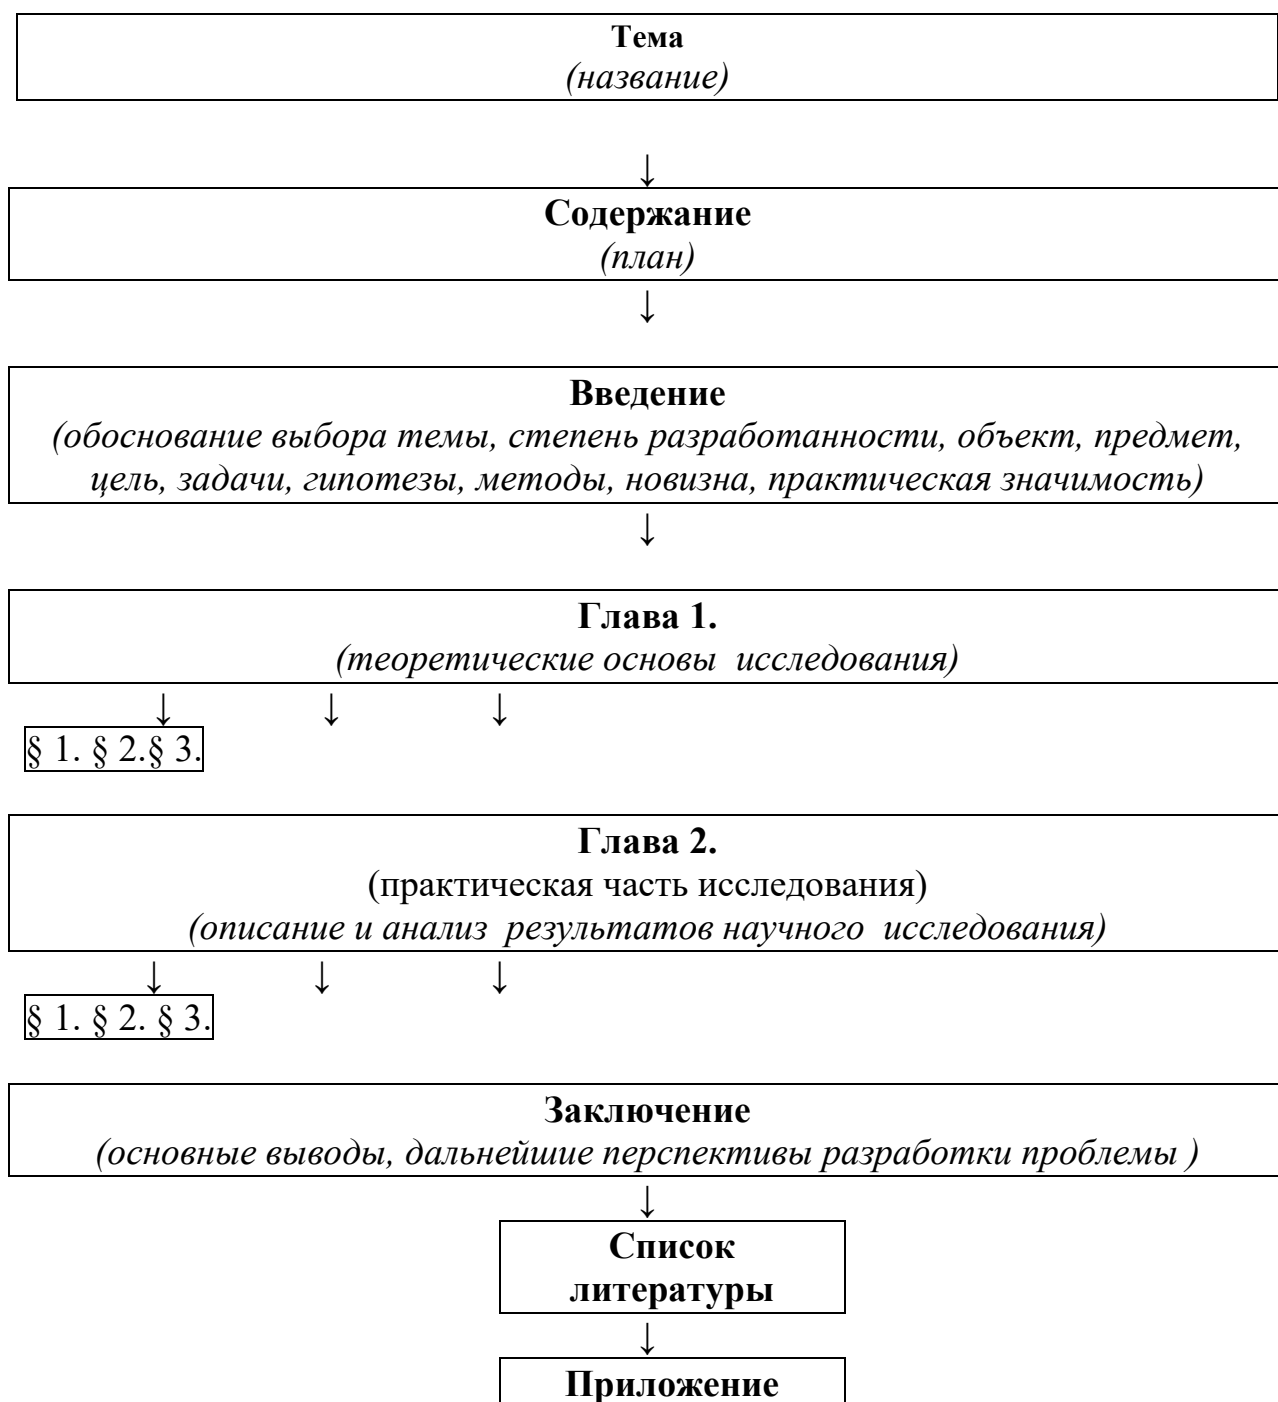 Тема
(название)
↓
Содержание
(план)
↓
Введение
(обоснование выбора темы, степень разработанности, объект, предмет,
цель, задачи, гипотезы, методы, новизна, практическая значимость)
↓
Глава 1.
(теоретические основы исследования)
↓ ↓ ↓
§ 1. § 2.§ 3.
Глава 2.
(практическая часть исследования)
(описание и анализ результатов научного исследования)
↓ ↓ ↓
§ 1. § 2. § 3.
Заключение
(основные выводы, дальнейшие перспективы разработки проблемы )
↓
Список
литературы
↓
Приложение